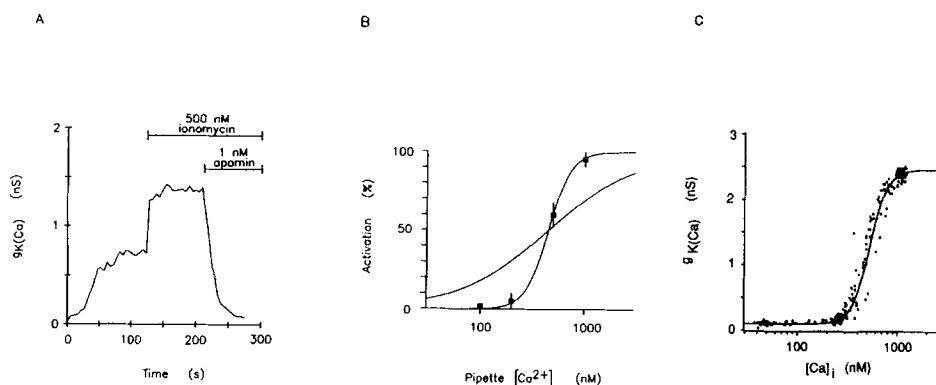 A
B
C
500 nM
ionomycin
1 nM
apamin
2
1
0
gK(Ca) (nS)
0 100 200 300
Time (s)
100
50
0
Activation (%)
100 1000
Pipette [Ca2+] (nM)
3
2
1
0
g K(Ca) (nS)
100 1000
[Ca]i (nM)